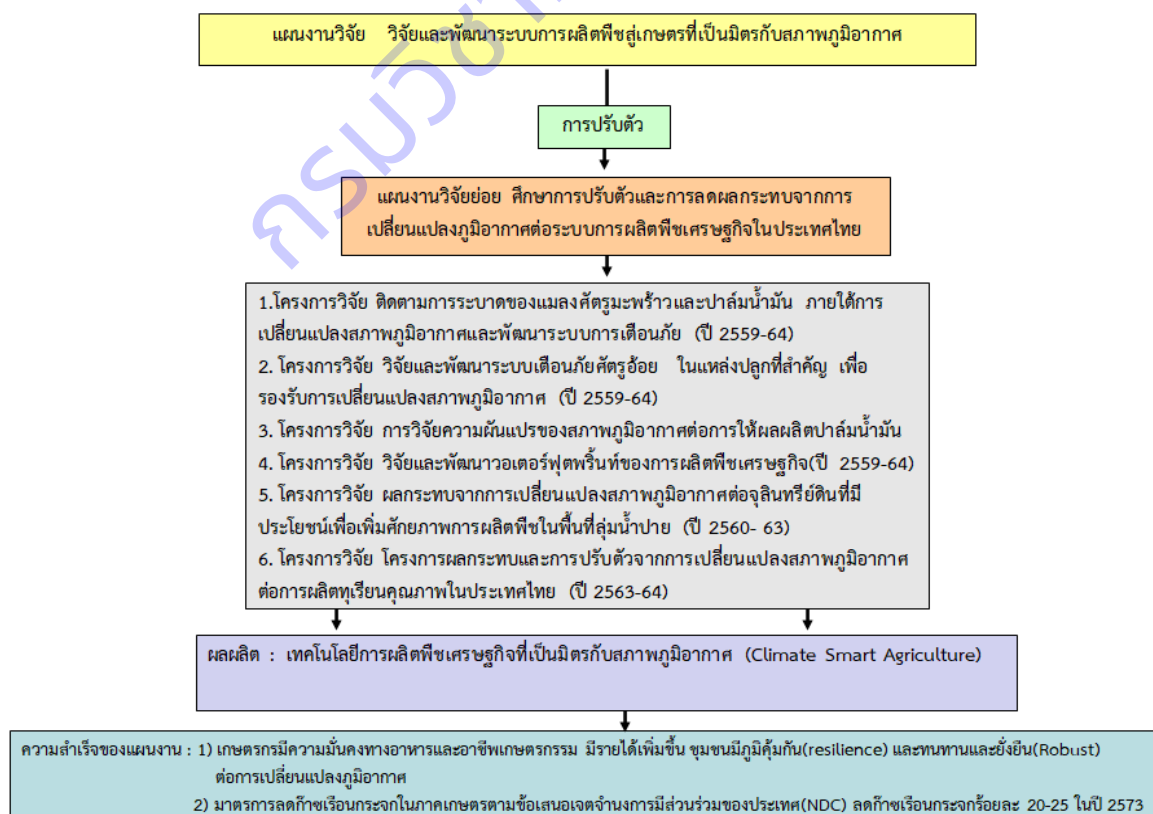 แผนงานวิจัย วิจัยและพัฒนาระบบการผลิตพืชสู่เกษตรที่เป็นมิตรกับสภาพภูมิอากาศ
การปรับตัว
แผนงานวิจัยย่อย ศึกษาการปรับตัวและการลดผลกระทบจากการ
เปลี่ยนแปลงภูมิอากาศต่อระบบการผลิตพืชเศรษฐกิจในประเทศไทย
1.โครงการวิจัย ติดตามการระบาดของแมลงศัตรูมะพร้าวและปาล์มน้ำมัน ภายใต้การ
เปลี่ยนแปลงสภาพภูมิอากาศและพัฒนาระบบการเตือนภัย (ปี 2559-64)
2. โครงการวิจัย วิจัยและพัฒนาระบบเตือนภัยศัตรูอ้อย ในแหล่งปลูกที่สำคัญ เพื่อ
รองรับการเปลี่ยนแปลงสภาพภูมิอากาศ (ปี 2559-64)
3. โครงการวิจัย การวิจัยความผันแปรของสภาพภูมิอากาศต่อการให้ผลผลิตปาล์มน้ำมัน
4. โครงการวิจัย วิจัยและพัฒนาวอเตอร์ฟุตพริ้นท์ของการผลิตพืชเศรษฐกิจ(ปี 2559-64)
5. โครงการวิจัย ผลกระทบจากการเปลี่ยนแปลงสภาพภูมิอากาศต่อจุลินทรีย์ดินที่มี
ประโยชน์เพื่อเพิ่มศักยภาพการผลิตพืชในพื้นที่ลุ่มน้ำปาย (ปี 2560- 63)
6. โครงการวิจัย โครงการผลกระทบและการปรับตัวจากการเปลี่ยนแปลงสภาพภูมิอากาศ
ต่อการผลิตทุเรียนคุณภาพในประเทศไทย (ปี 2563-64)
ผลผลิต : เทคโนโลยีการผลิตพืชเศรษฐกิจที่เป็นมิตรกับสภาพภูมิอากาศ (Climate Smart Agriculture)
ความสำเร็จของแผนงาน : 1) เกษตรกรมีความมั่นคงทางอาหารและอาชีพเกษตรกรรม มีรายได้เพิ่มขึ้น ชุมชนมีภูมิคุ้มกัน(resilience) และทนทานและยั่งยืน(Robust)
ต่อการเปลี่ยนแปลงภูมิอากาศ
2) มาตรการลดก๊าซเรือนกระจกในภาคเกษตรตามข้อเสนอเจตจำนงการมีส่วนร่วมของประเทศ(NDC) ลดก๊าซเรือนกระจกร้อยละ 20-25 ในปี 2573
กรมวิชา